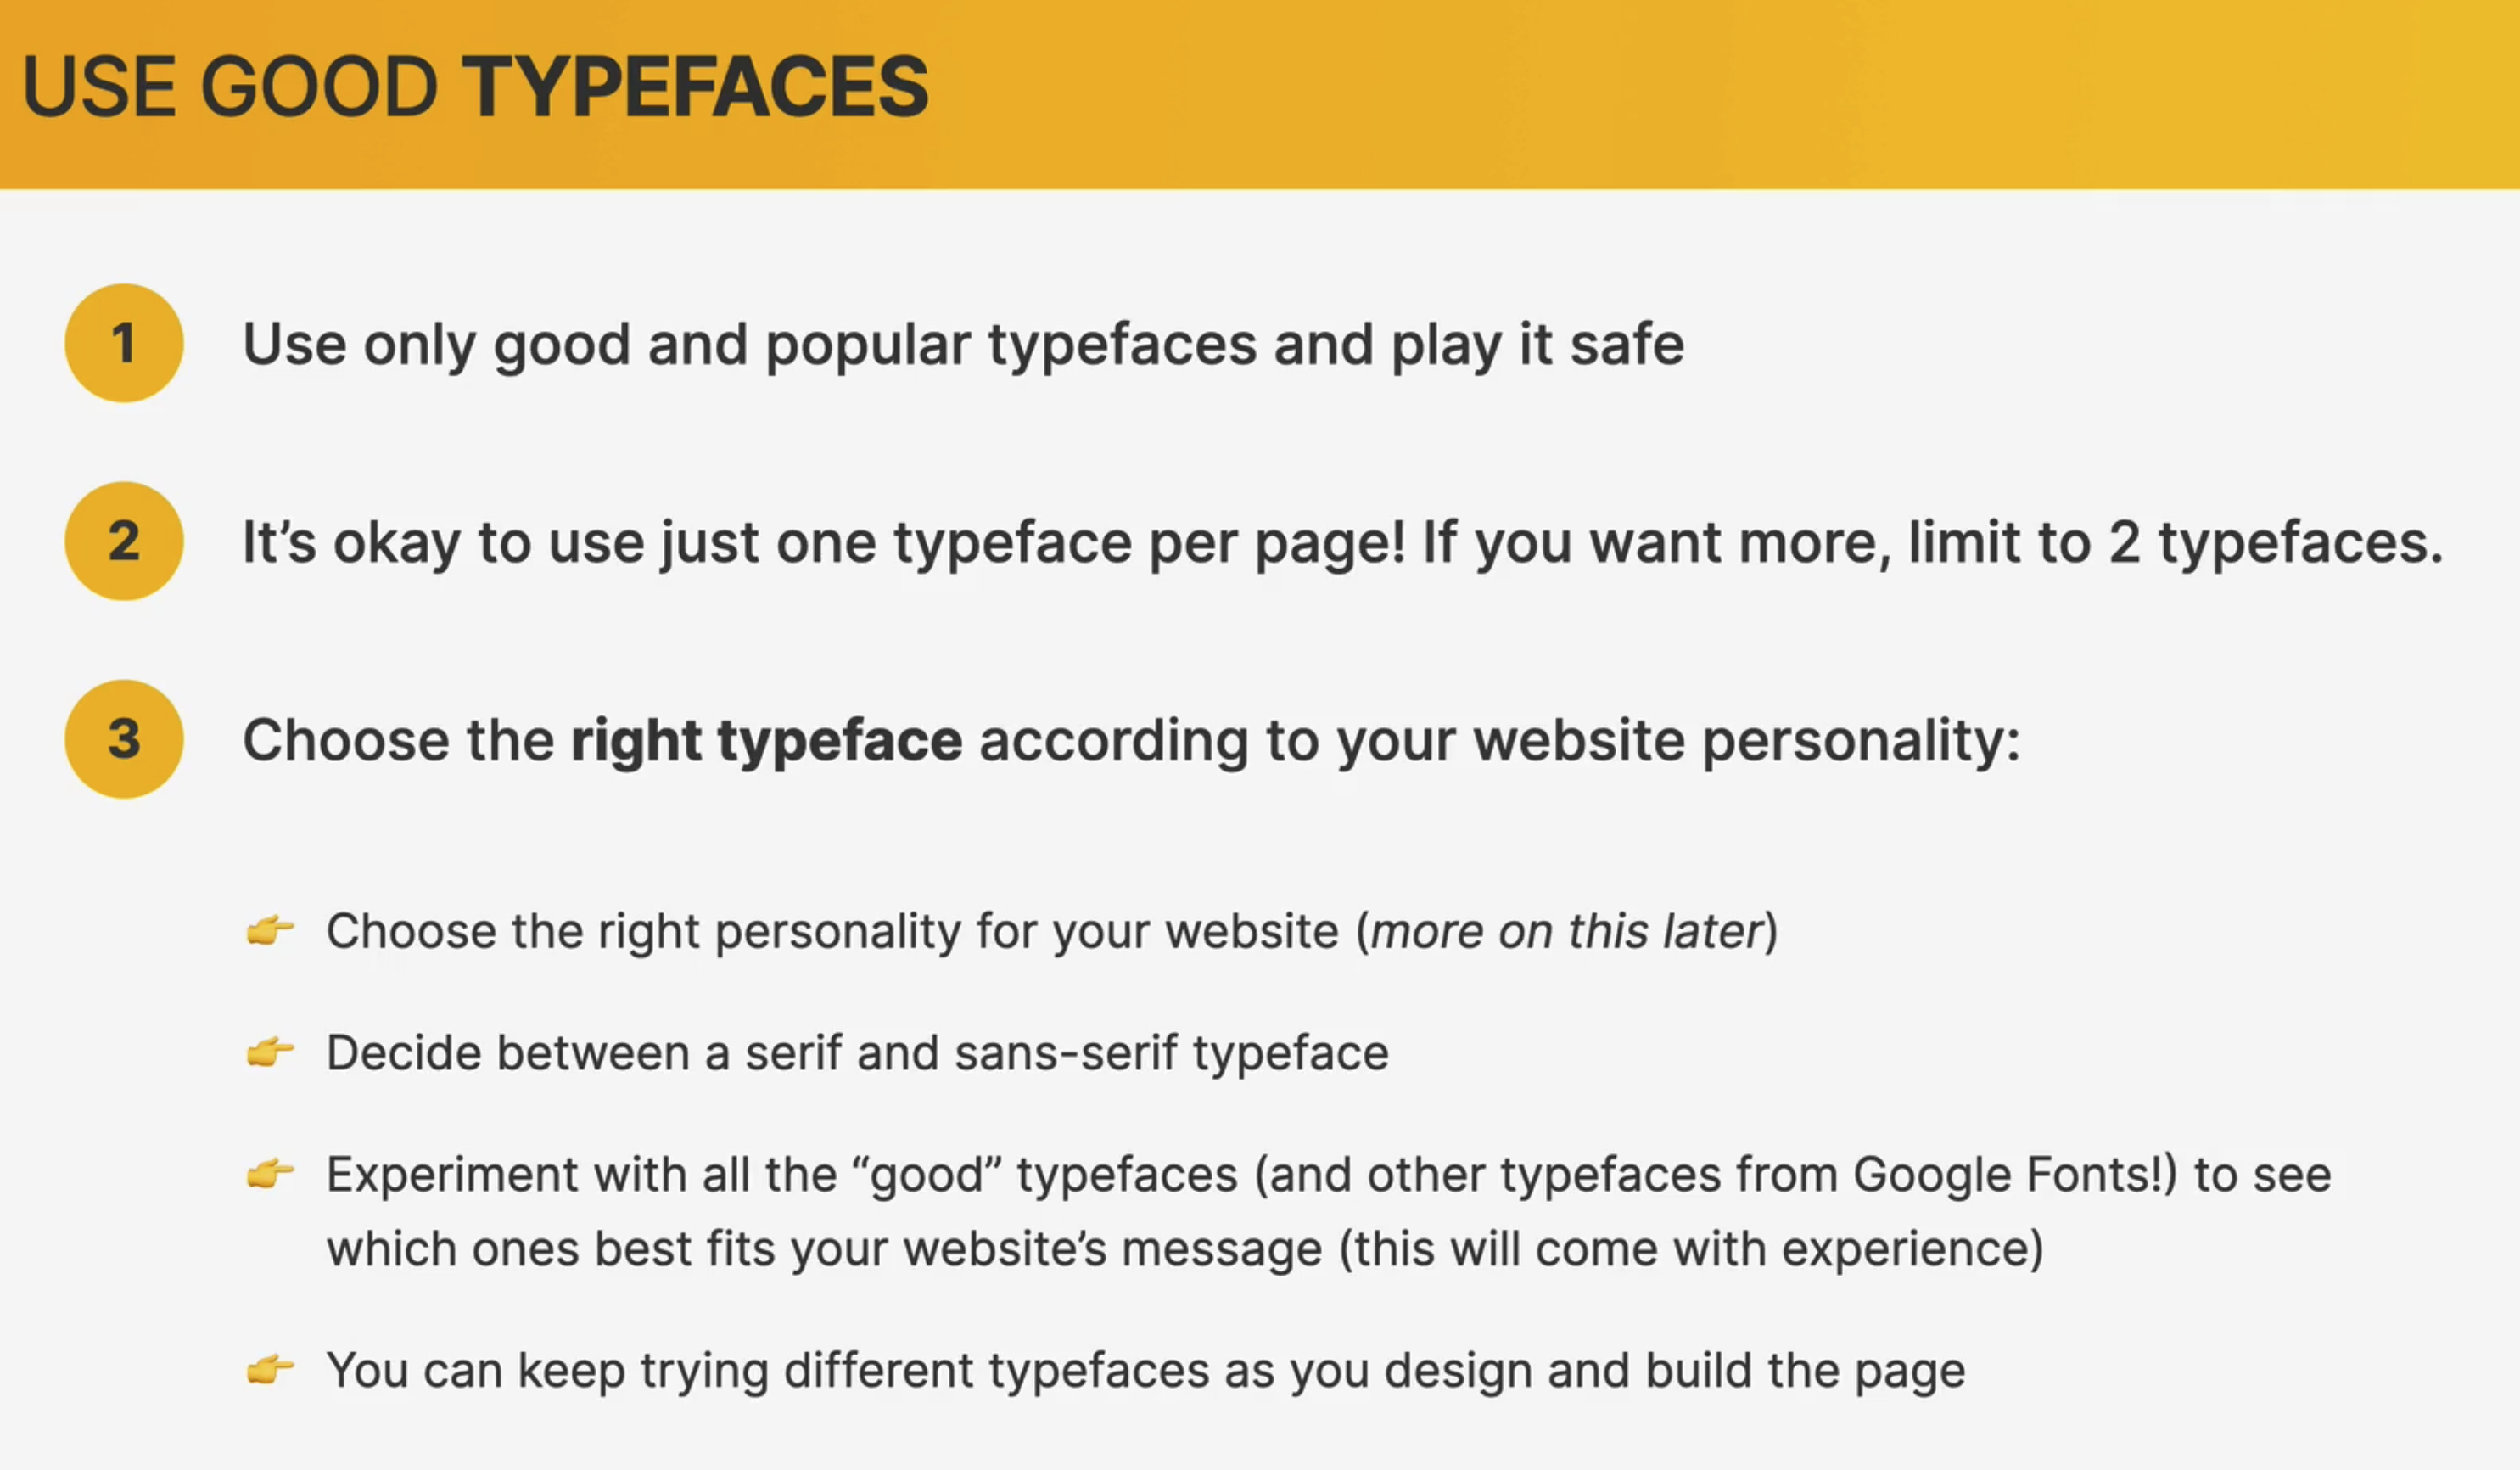 USE GOOD TYPEFACES
1 Use only good and popular typefaces and play it safe
2 It’s okay to use just one typeface per page! If you want more, limit to 2 typefaces.
3 Choose the right typeface according to your website personality:
👉 Choose the right personality for your website (more on this later)
👉 Decide between a serif and sans-serif typeface
👉 Experiment with all the “good” typefaces (and other typefaces from Google Fonts!) to see
which ones best fits your website’s message (this will come with experience)
👉 You can keep trying different typefaces as you design and build the page